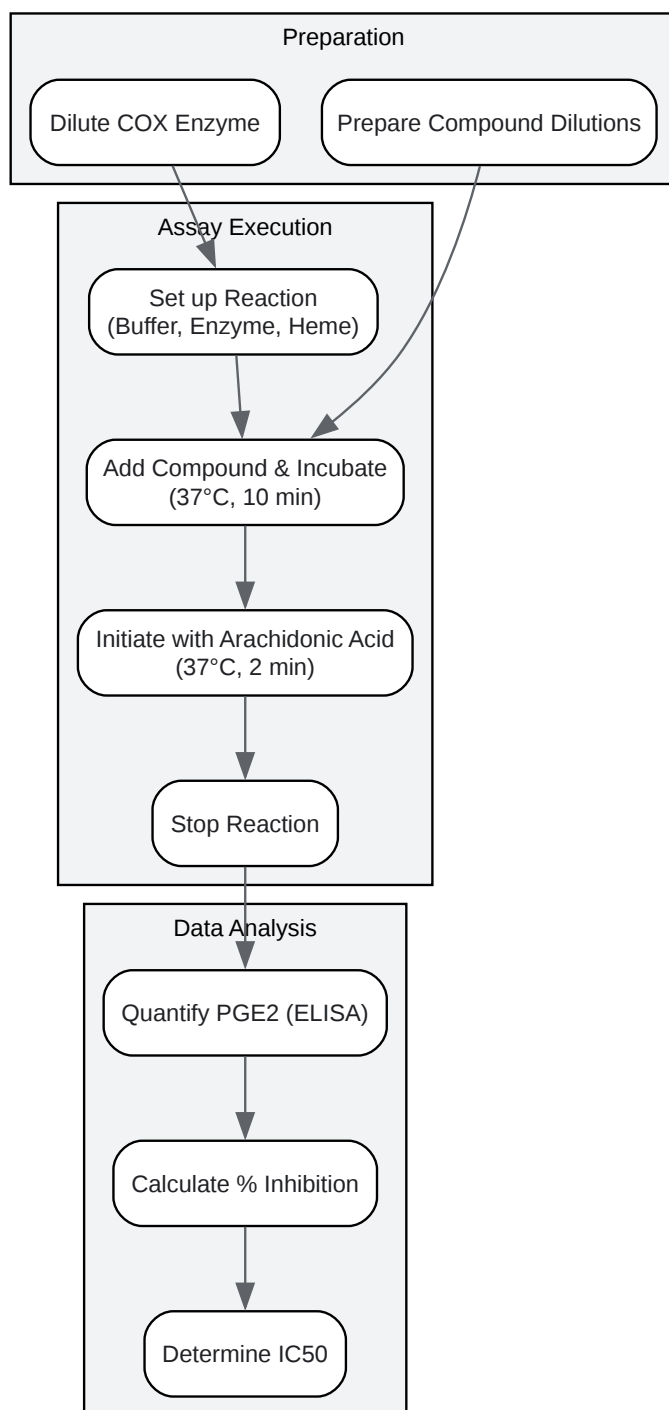 Preparation
Dilute COX Enzyme
Prepare Compound Dilutions
Assay Execution
Set up Reaction
(Buffer, Enzyme, Heme)
Add Compound & Incubate
(37°C, 10 min)
Initiate with Arachidonic Acid
(37°C, 2 min)
Stop Reaction
Data Analysis
Quantify PGE2 (ELISA)
Calculate % Inhibition
Determine IC50